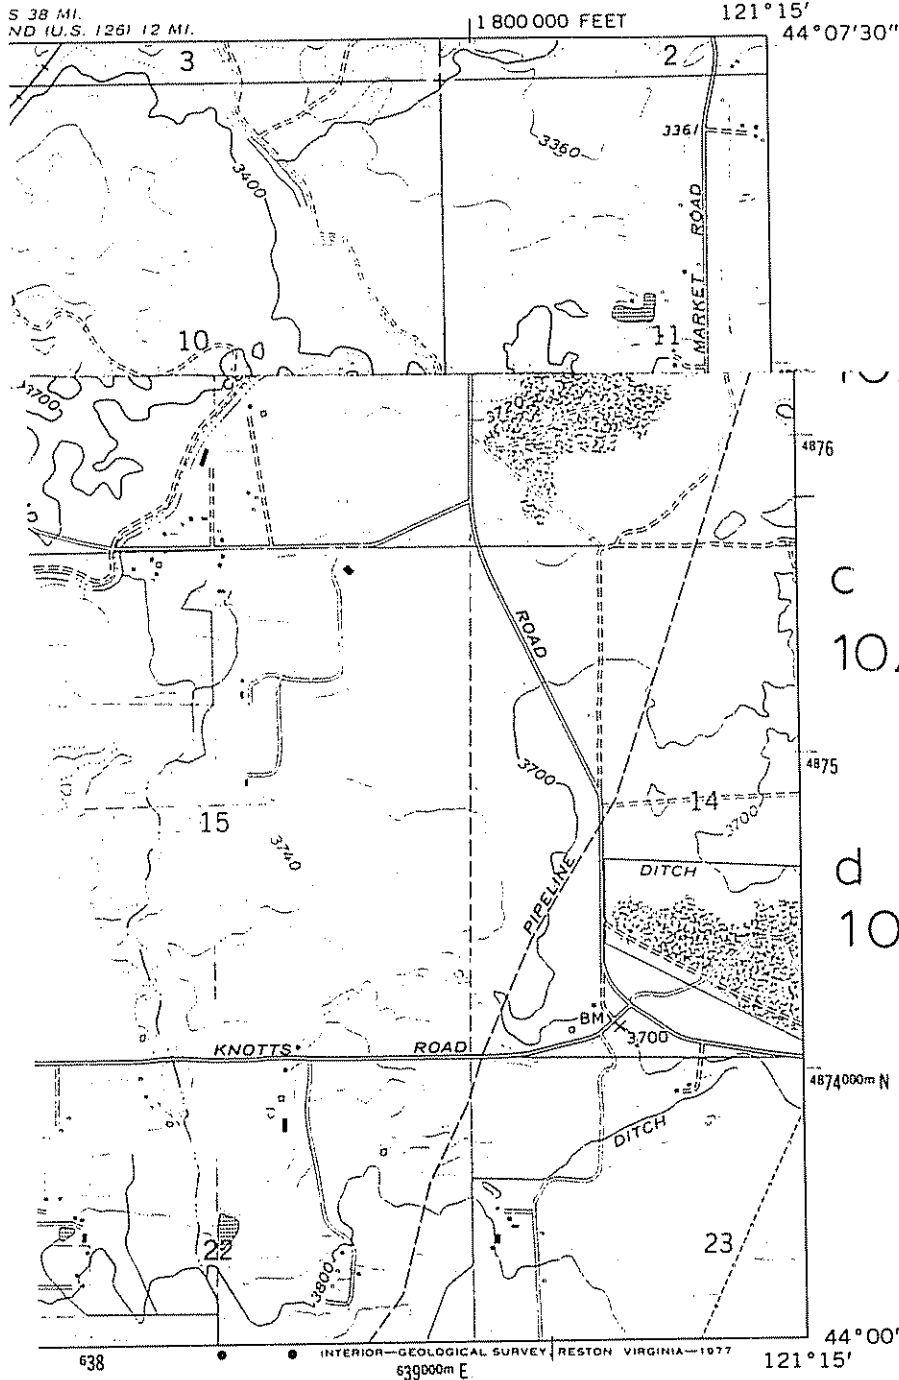 S 38 MI.
ND (U.S. 126) 12 MI.
1 800 000 FEET
121°15'
44°07'30"
3
2
3361
3360
3400
MARKET ROAD
10
11
3700
4876
ROAD
c
10
3700
4875
14
3700
15
3740
DITCH
d
10
PIPELINE
BM
3700
KNOTTS ROAD
4874000m N
DITCH
22
23
3800
44°00'
INTERIOR—GEOLOGICAL SURVEY, RESTON VIRGINIA—1977
121°15'
638
639000m E